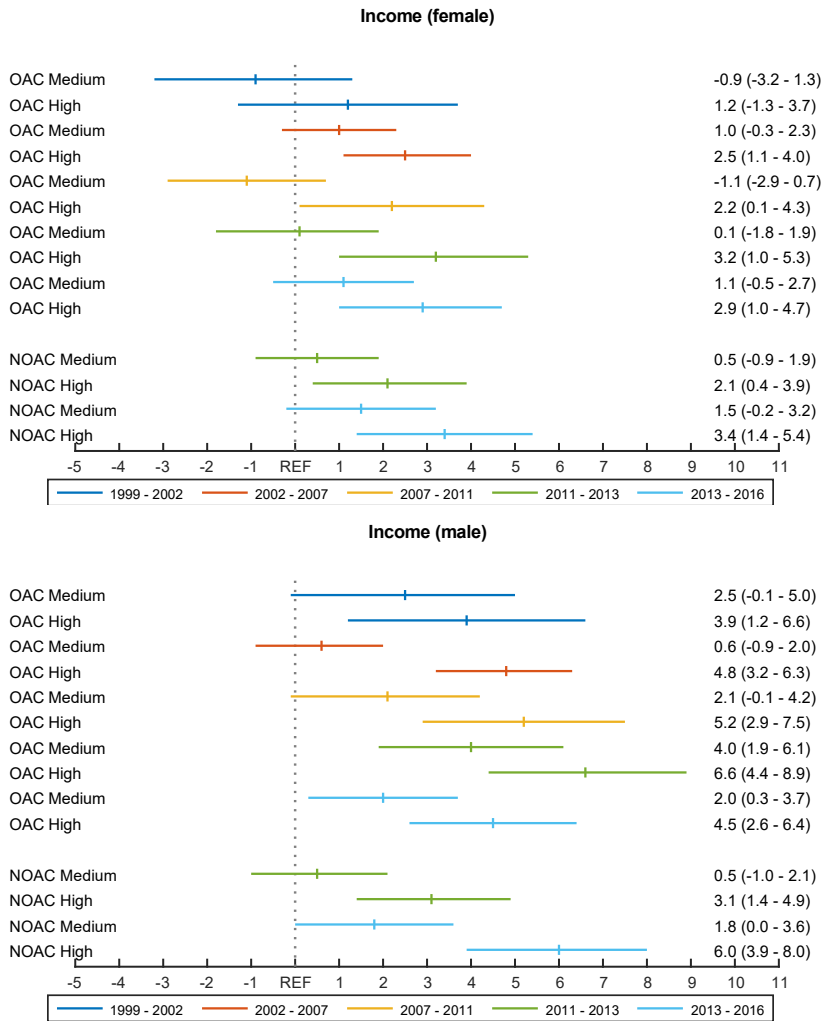 Income (female)
OAC Medium -0.9 (-3.2 - 1.3)
OAC High 1.2 (-1.3 - 3.7)
OAC Medium 1.0 (-0.3 - 2.3)
OAC High 2.5 (1.1 - 4.0)
OAC Medium -1.1 (-2.9 - 0.7)
OAC High 2.2 (0.1 - 4.3)
OAC Medium 0.1 (-1.8 - 1.9)
OAC High 3.2 (1.0 - 5.3)
OAC Medium 1.1 (-0.5 - 2.7)
OAC High 2.9 (1.0 - 4.7)
NOAC Medium 0.5 (-0.9 - 1.9)
NOAC High 2.1 (0.4 - 3.9)
NOAC Medium 1.5 (-0.2 - 3.2)
NOAC High 3.4 (1.4 - 5.4)
-5 -4 -3 -2 -1 REF 1 2 3 4 5 6 7 8 9 10 11
1999 - 2002 2002 - 2007 2007 - 2011 2011 - 2013 2013 - 2016
Income (male)
OAC Medium 2.5 (-0.1 - 5.0)
OAC High 3.9 (1.2 - 6.6)
OAC Medium 0.6 (-0.9 - 2.0)
OAC High 4.8 (3.2 - 6.3)
OAC Medium 2.1 (-0.1 - 4.2)
OAC High 5.2 (2.9 - 7.5)
OAC Medium 4.0 (1.9 - 6.1)
OAC High 6.6 (4.4 - 8.9)
OAC Medium 2.0 (0.3 - 3.7)
OAC High 4.5 (2.6 - 6.4)
NOAC Medium 0.5 (-1.0 - 2.1)
NOAC High 3.1 (1.4 - 4.9)
NOAC Medium 1.8 (0.0 - 3.6)
NOAC High 6.0 (3.9 - 8.0)
-5 -4 -3 -2 -1 REF 1 2 3 4 5 6 7 8 9 10 11
1999 - 2002 2002 - 2007 2007 - 2011 2011 - 2013 2013 - 2016